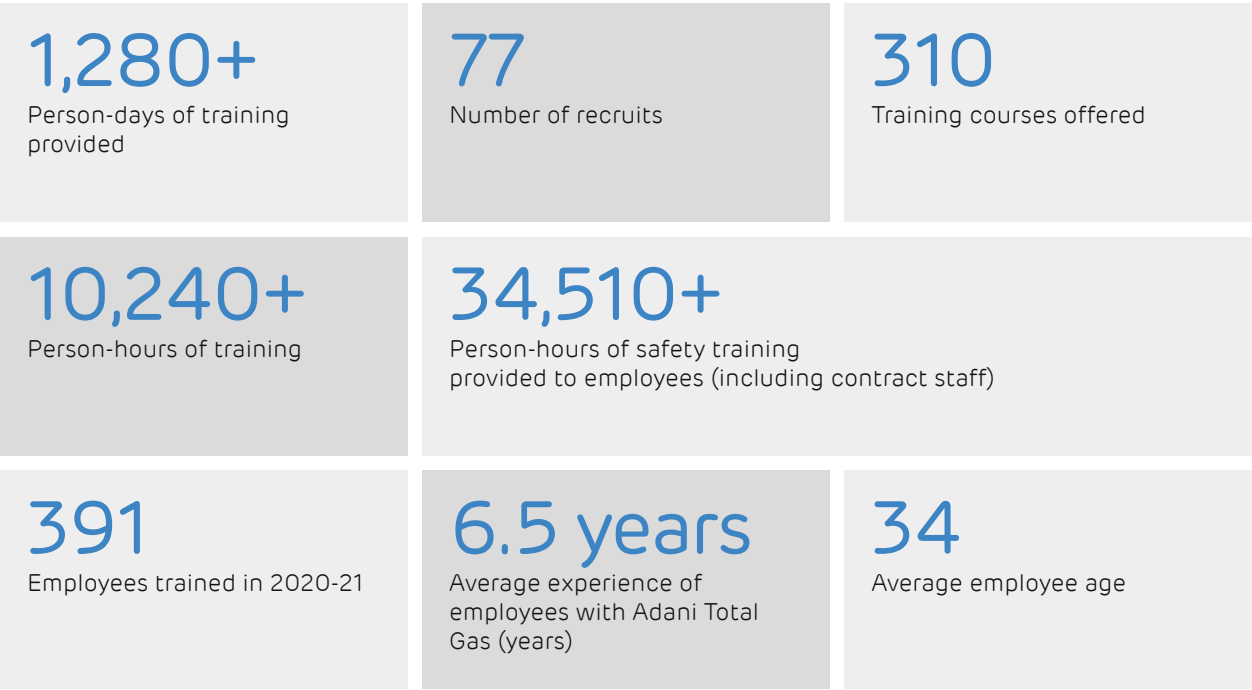 1,280+
Person-days of training
provided
77
Number of recruits
310
Training courses offered
10,240+
Person-hours of training
34,510+
Person-hours of safety training
provided to employees (including contract staff)
391
Employees trained in 2020-21
6.5 years
Average experience of
employees with Adani Total
Gas (years)
34
Average employee age